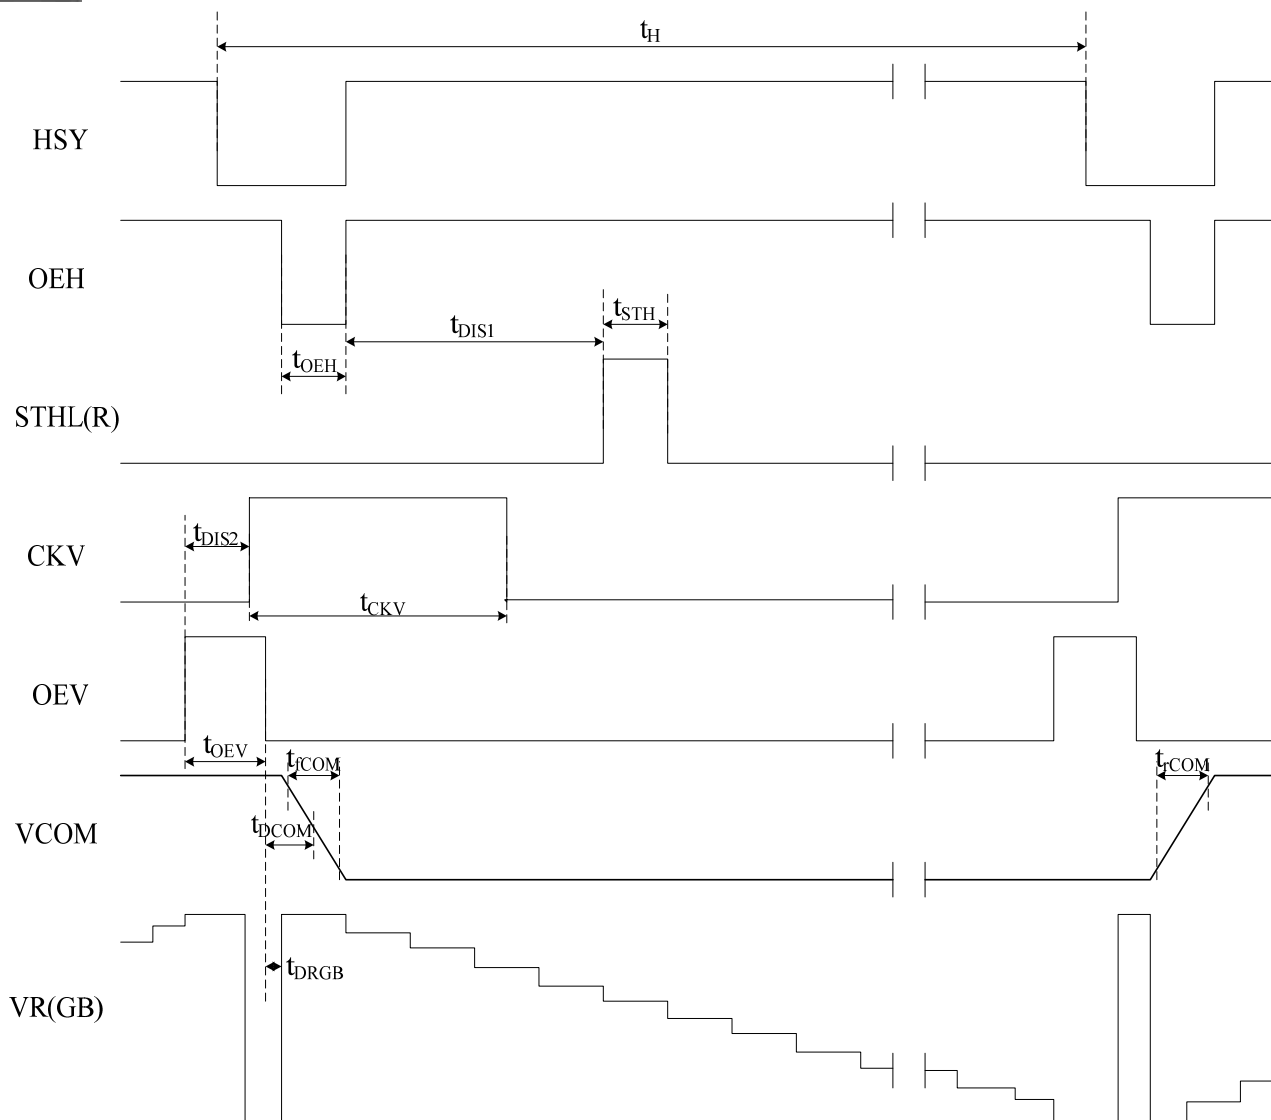 tH
HSY
OEH
tSTH
tDIS1
tOEH
STHL(R)
tDIS2
CKV
tCKV
OEV
tOEV
tfCOM
trCOM
tDCOM
VCOM
tDRGB
VR(GB)